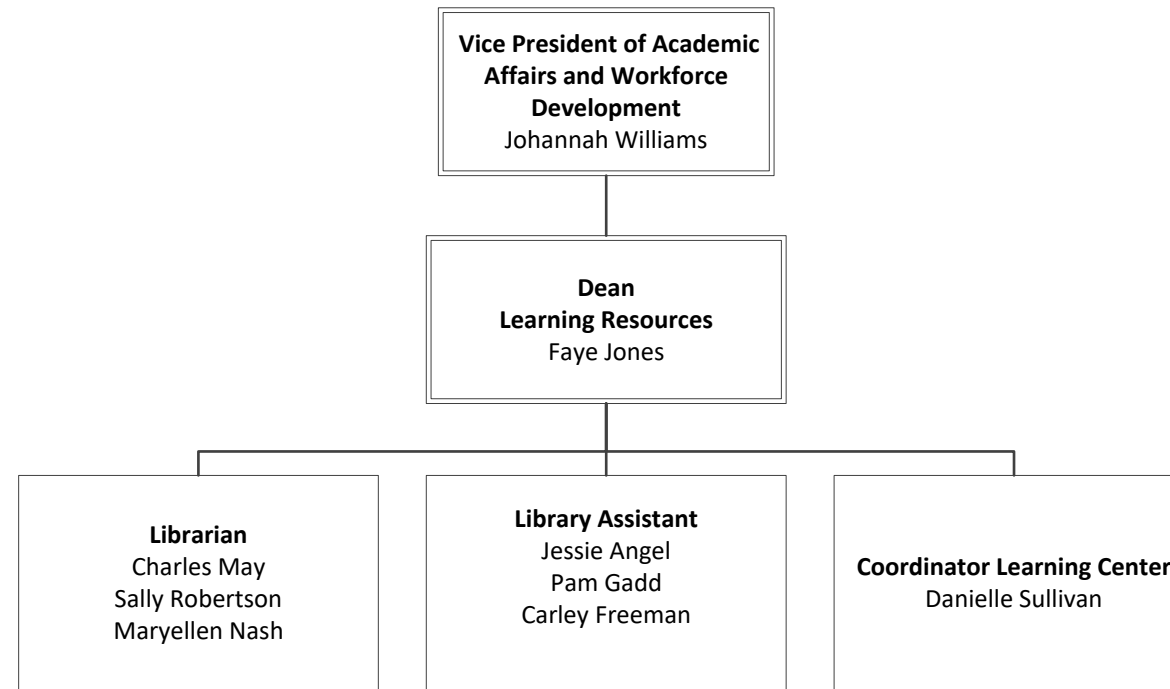 Vice President of Academic
Affairs and Workforce
Development
Johannah Williams
Dean
Learning Resources
Faye Jones
Librarian
Charles May
Sally Robertson
Maryellen Nash
Library Assistant
Jessie Angel
Pam Gadd
Carley Freeman
Coordinator Learning Center
Danielle Sullivan